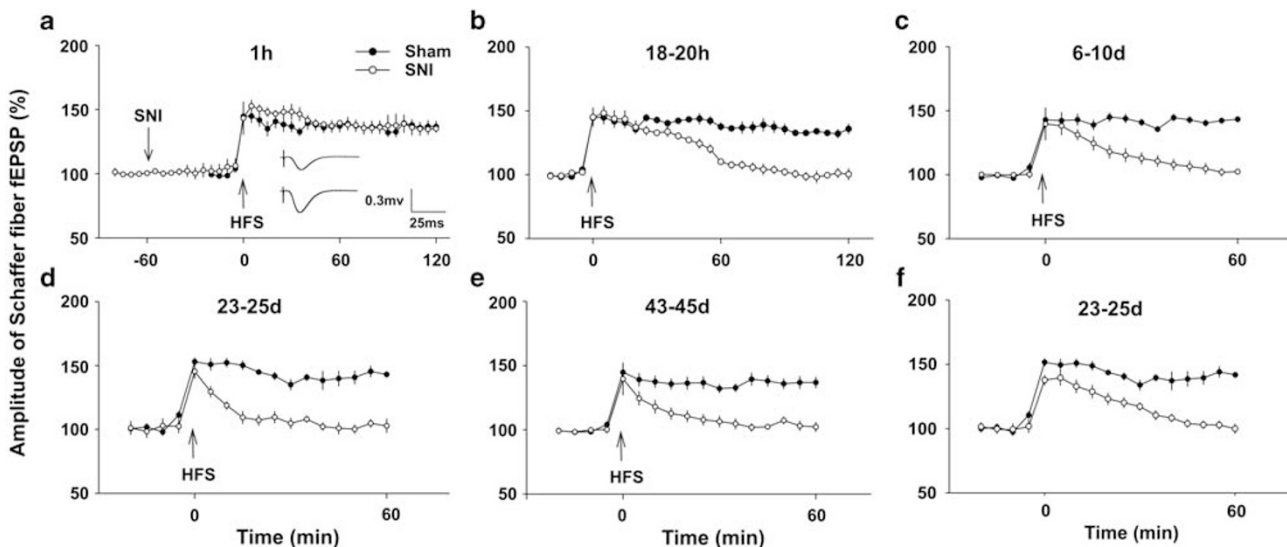 Amplitude of Schaffer fiber fEPSP (%)
a
1h
Sham
SNI
200
150
100
50
SNI
HFS
0.3mv
25ms
-60
0
60
120
b
18-20h
200
150
100
50
HFS
0
60
120
c
6-10d
200
150
100
50
HFS
0
60
d
23-25d
200
150
100
50
HFS
0
60
Time (min)
e
43-45d
200
150
100
50
HFS
0
60
Time (min)
f
23-25d
200
150
100
50
0
60
Time (min)